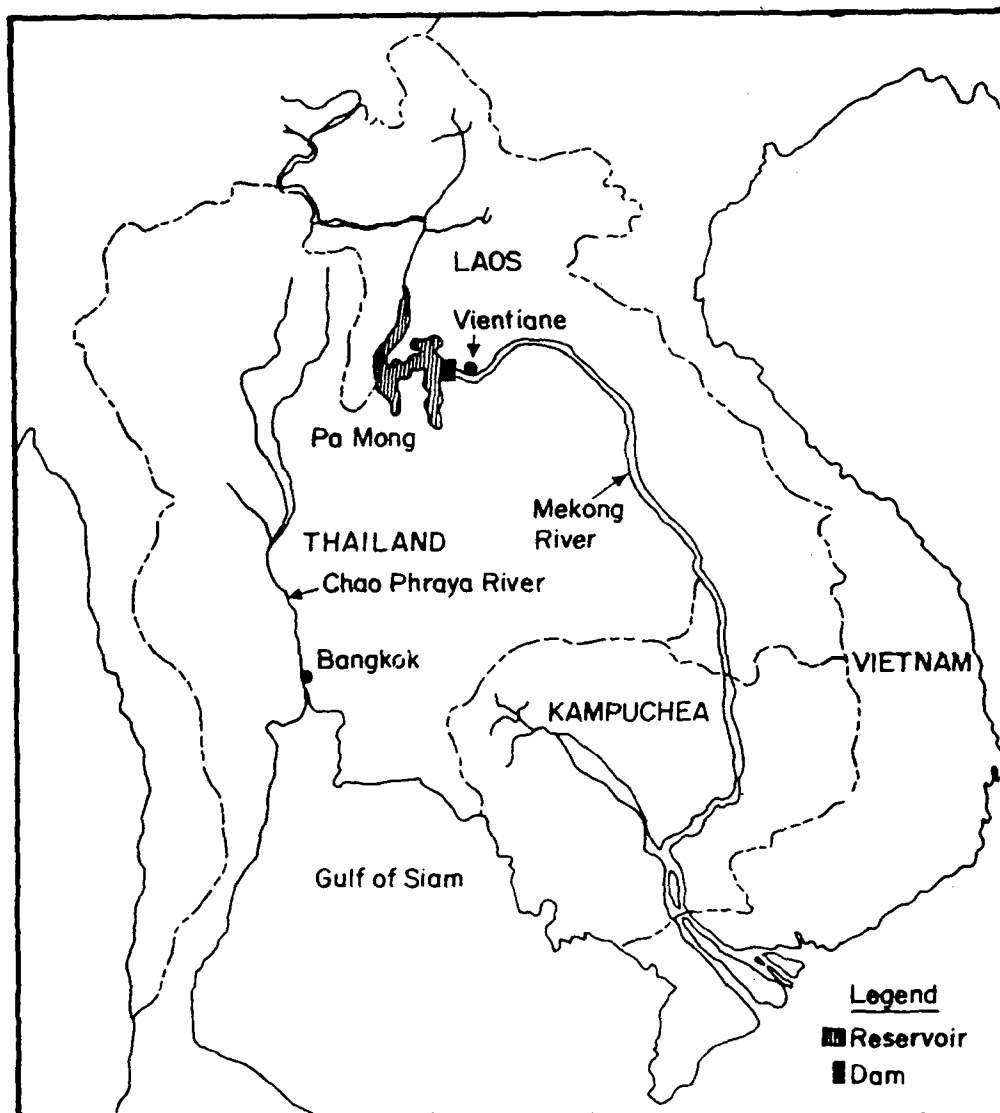 LAOS
Vientiane
Pa Mong
Mekong
River
THAILAND
Chao Phraya River
Bangkok
VIETNAM
KAMPUCHEA
Gulf of Siam
Legend
Reservoir
Dam